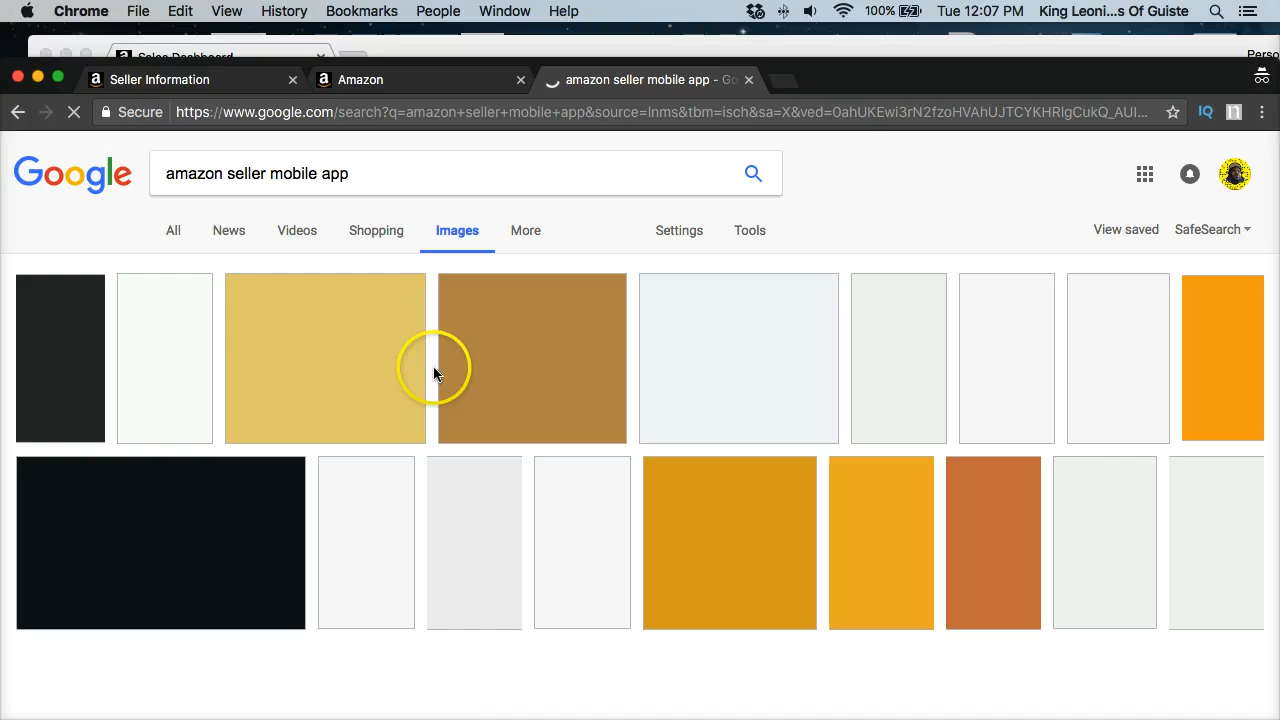 Chrome File Edit View History Bookmarks People Window Help 100% Tue 12:07 PM King Leoni...s Of Guiste
Sales Dashboard
Perso
Seller Information
Amazon
amazon seller mobile app - Go
Secure https://www.google.com/search?q=amazon+seller+mobile+app&source=lnms&tbm=isch&sa=X&ved=0ahUKEwi3rN2fzoHVAhUJTCYKHRlgCukQ_AUI...
IQ
n
Google
amazon seller mobile app
All News Videos Shopping Images More Settings Tools View saved SafeSearch